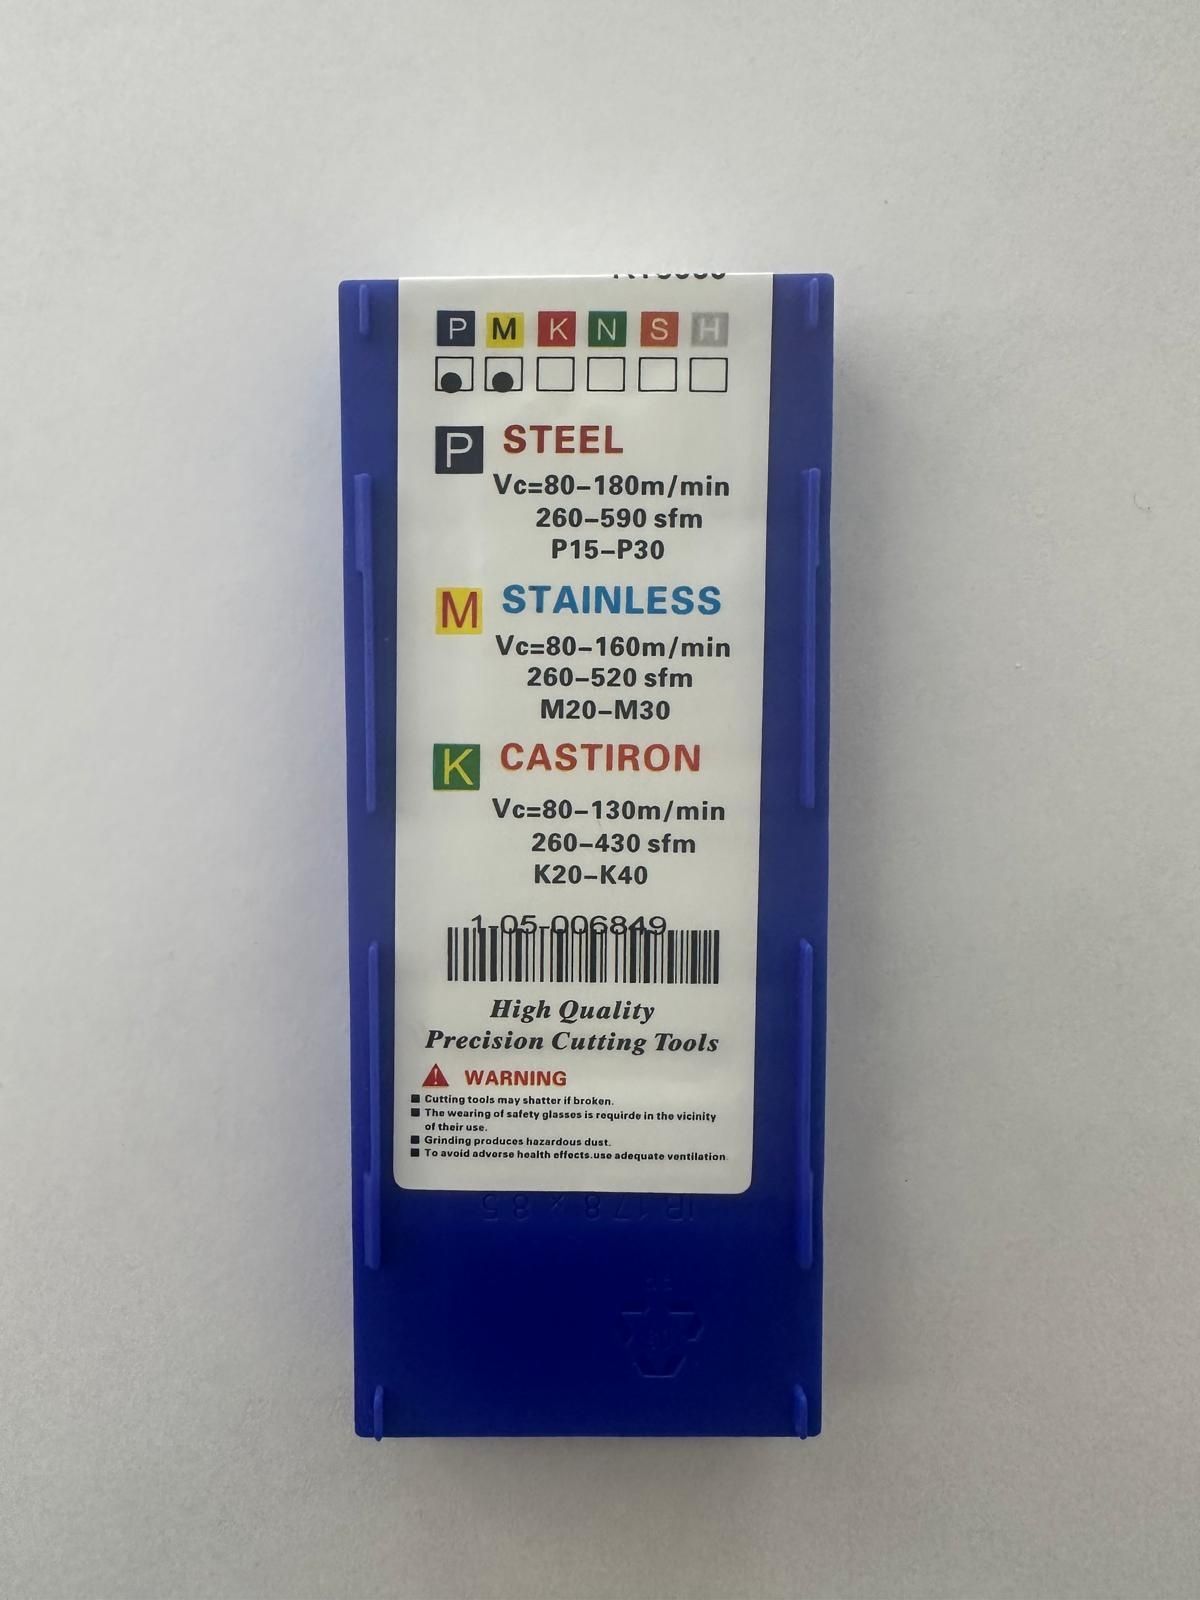 P M K N S H
P STEEL
Vc=80-180m/min
260-590 sfm
P15-P30
M STAINLESS
Vc=80-160m/min
260-520 sfm
M20-M30
K CASTIRON
Vc=80-130m/min
260-430 sfm
K20-K40
1-05-006849
High Quality
Precision Cutting Tools
WARNING
Cutting tools may shatter if broken.
The wearing of safety glasses is requirde in the vicinity
of their use.
Grinding produces hazardous dust.
To avoid adverse health effects.use adequate ventilation